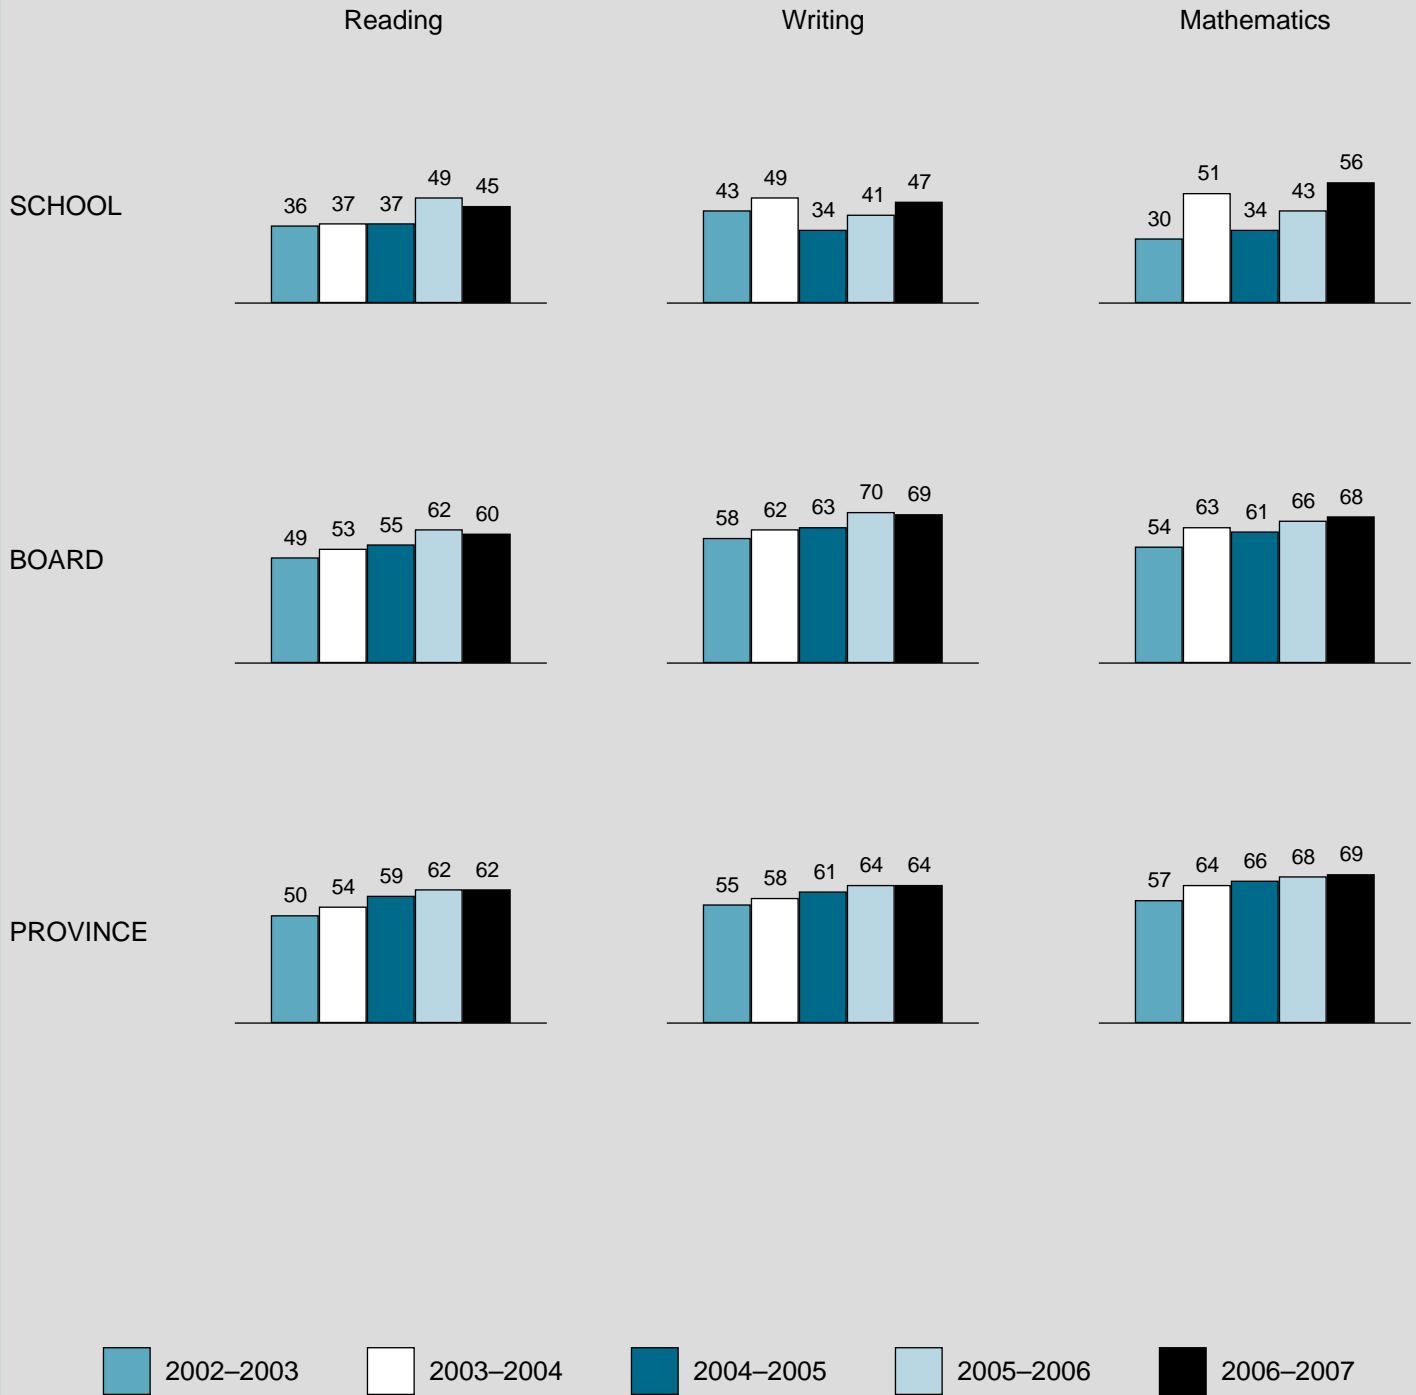 Reading Writing Mathematics
SCHOOL
36 37 37 49 45
43 49 34 41 47
30 51 34 43 56
BOARD
49 53 55 62 60
58 62 63 70 69
54 63 61 66 68
PROVINCE
50 54 59 62 62
55 58 61 64 64
57 64 66 68 69
2002–2003 2003–2004 2004–2005 2005–2006 2006–2007